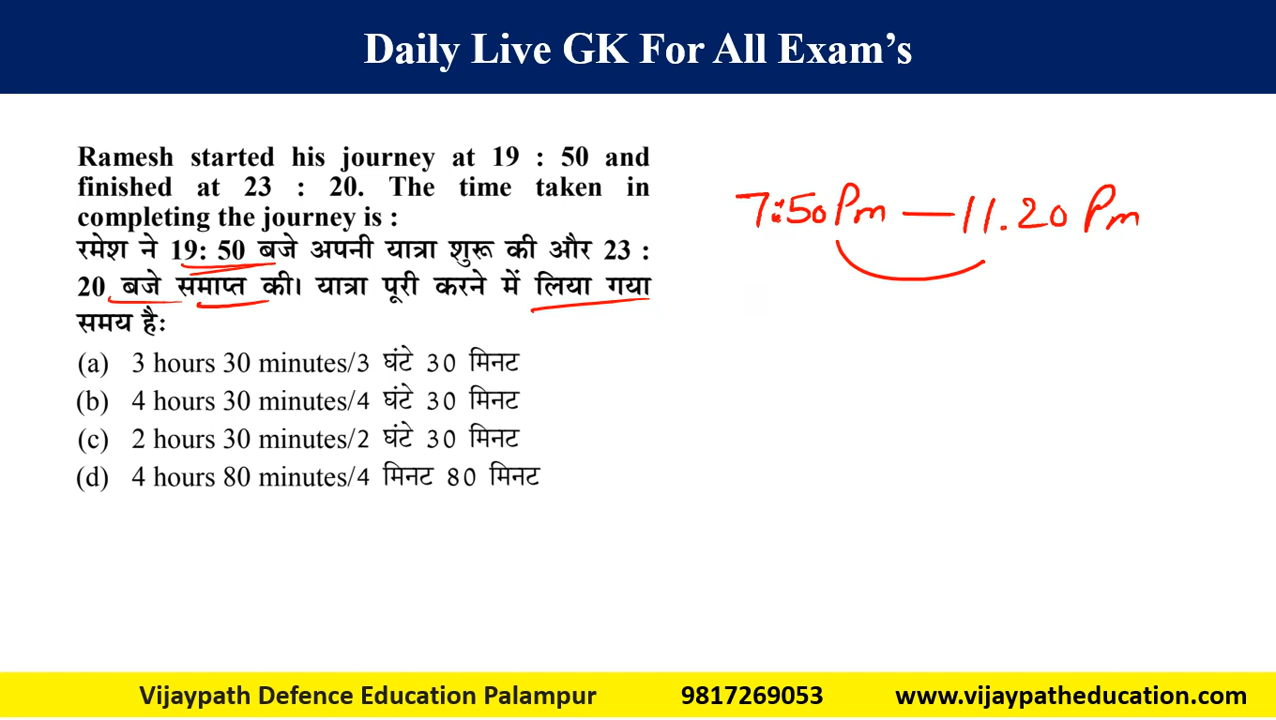 Daily Live GK For All Exam's
Ramesh started his journey at 19 : 50 and
finished at 23 : 20. The time taken in
completing the journey is :
रमेश ने 19: 50 बजे अपनी यात्रा शुरू की और 23 :
20 बजे समाप्त की। यात्रा पूरी करने में लिया गया
समय है:
(a) 3 hours 30 minutes/3 घंटे 30 मिनट
(b) 4 hours 30 minutes/4 घंटे 30 मिनट
(c) 2 hours 30 minutes/2 घंटे 30 मिनट
(d) 4 hours 80 minutes/4 मिनट 80 मिनट
7:50 Pm — 11.20 Pm
Vijaypath Defence Education Palampur 9817269053 www.vijaypatheducation.com